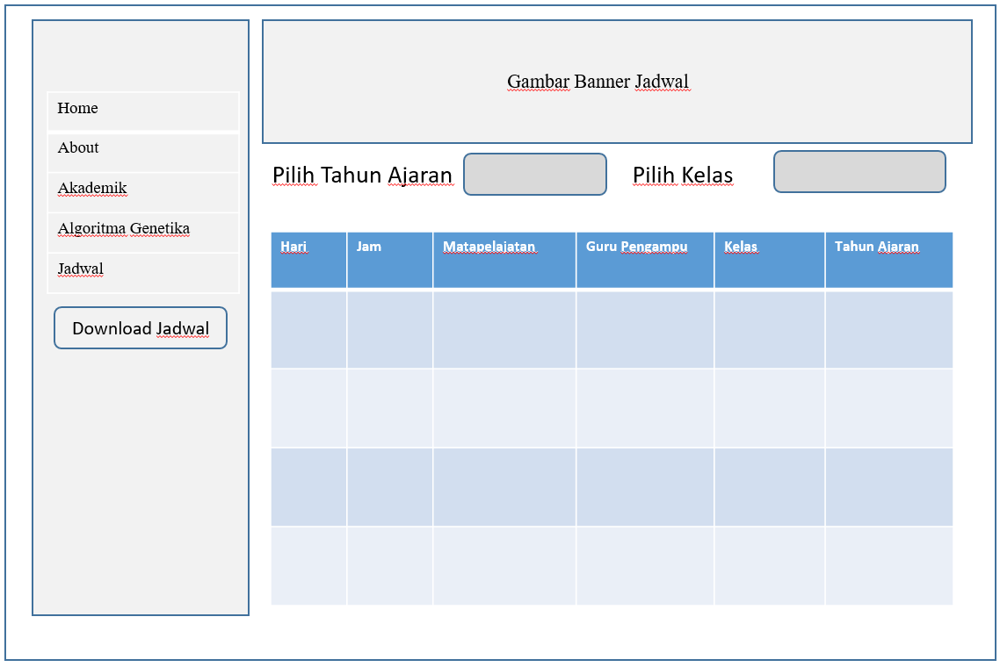 Gambar Banner Jadwal
Home
About
Akademik
Algoritma Genetika
Jadwal
Download Jadwal
Pilih Tahun Ajaran
Pilih Kelas
Hari Jam Matapelajatan Guru Pengampu Kelas Tahun Ajaran